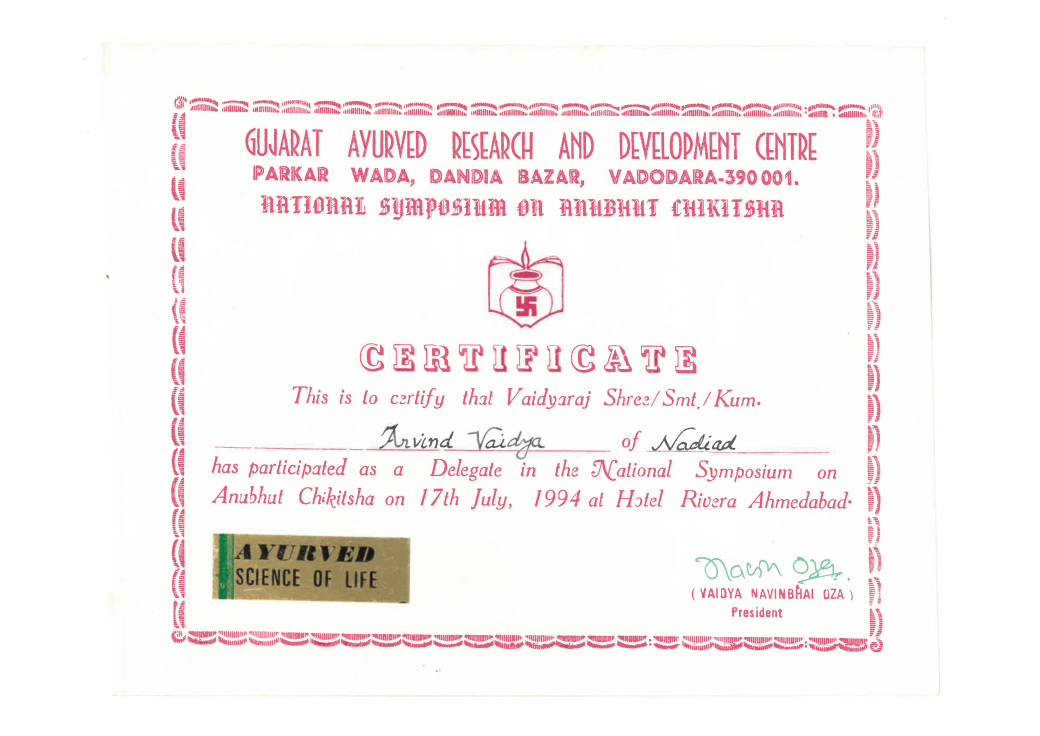 GUJARAT AYURVED RESEARCH AND DEVELOPMENT CENTRE
PARKAR WADA, DANDIA BAZAR, VADODARA-390 001.
NATIONAL SYMPOSIUM ON ANUBHUT CHIKITSHA
CERTIFICATE
This is to certify that Vaidyaraj Shree/Smt./Kum.
Arvind Vaidya of Nadiad
has participated as a Delegate in the National Symposium on
Anubhut Chikitsha on 17th July, 1994 at Hotel Rivera Ahmedabad.
AYURVED
SCIENCE OF LIFE
Navin Oza.
( VAIDYA NAVINBHAI OZA )
President